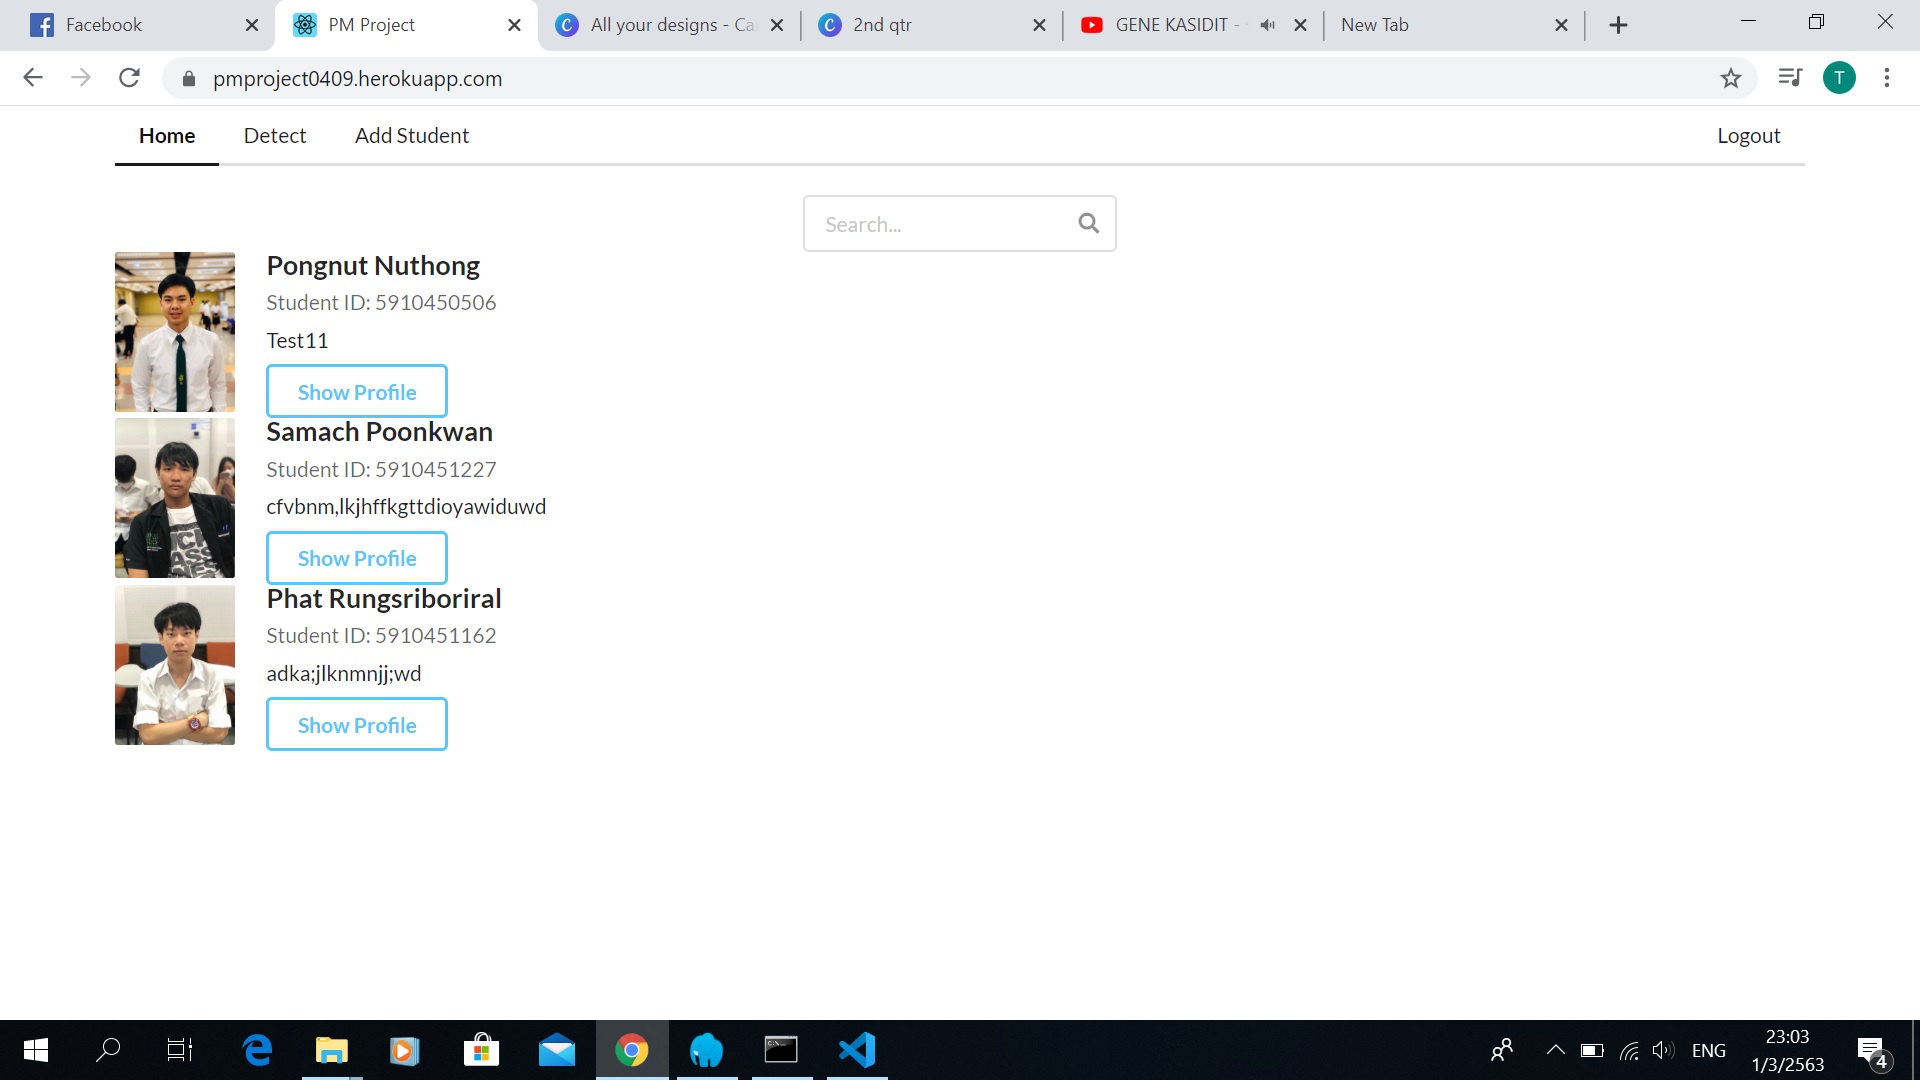 Facebook
PM Project
All your designs - Ca
2nd qtr
GENE KASIDIT -
New Tab
pmproject0409.herokuapp.com
T
Home
Detect
Add Student
Logout
Search...
Pongnut Nuthong
Student ID: 5910450506
Test11
Show Profile
Samach Poonkwan
Student ID: 5910451227
cfvbnm,lkjhffkgttdioyawiduwd
Show Profile
Phat Rungsriboriral
Student ID: 5910451162
adka;jlknmnjj;wd
Show Profile
ENG
23:03
1/3/2563
4